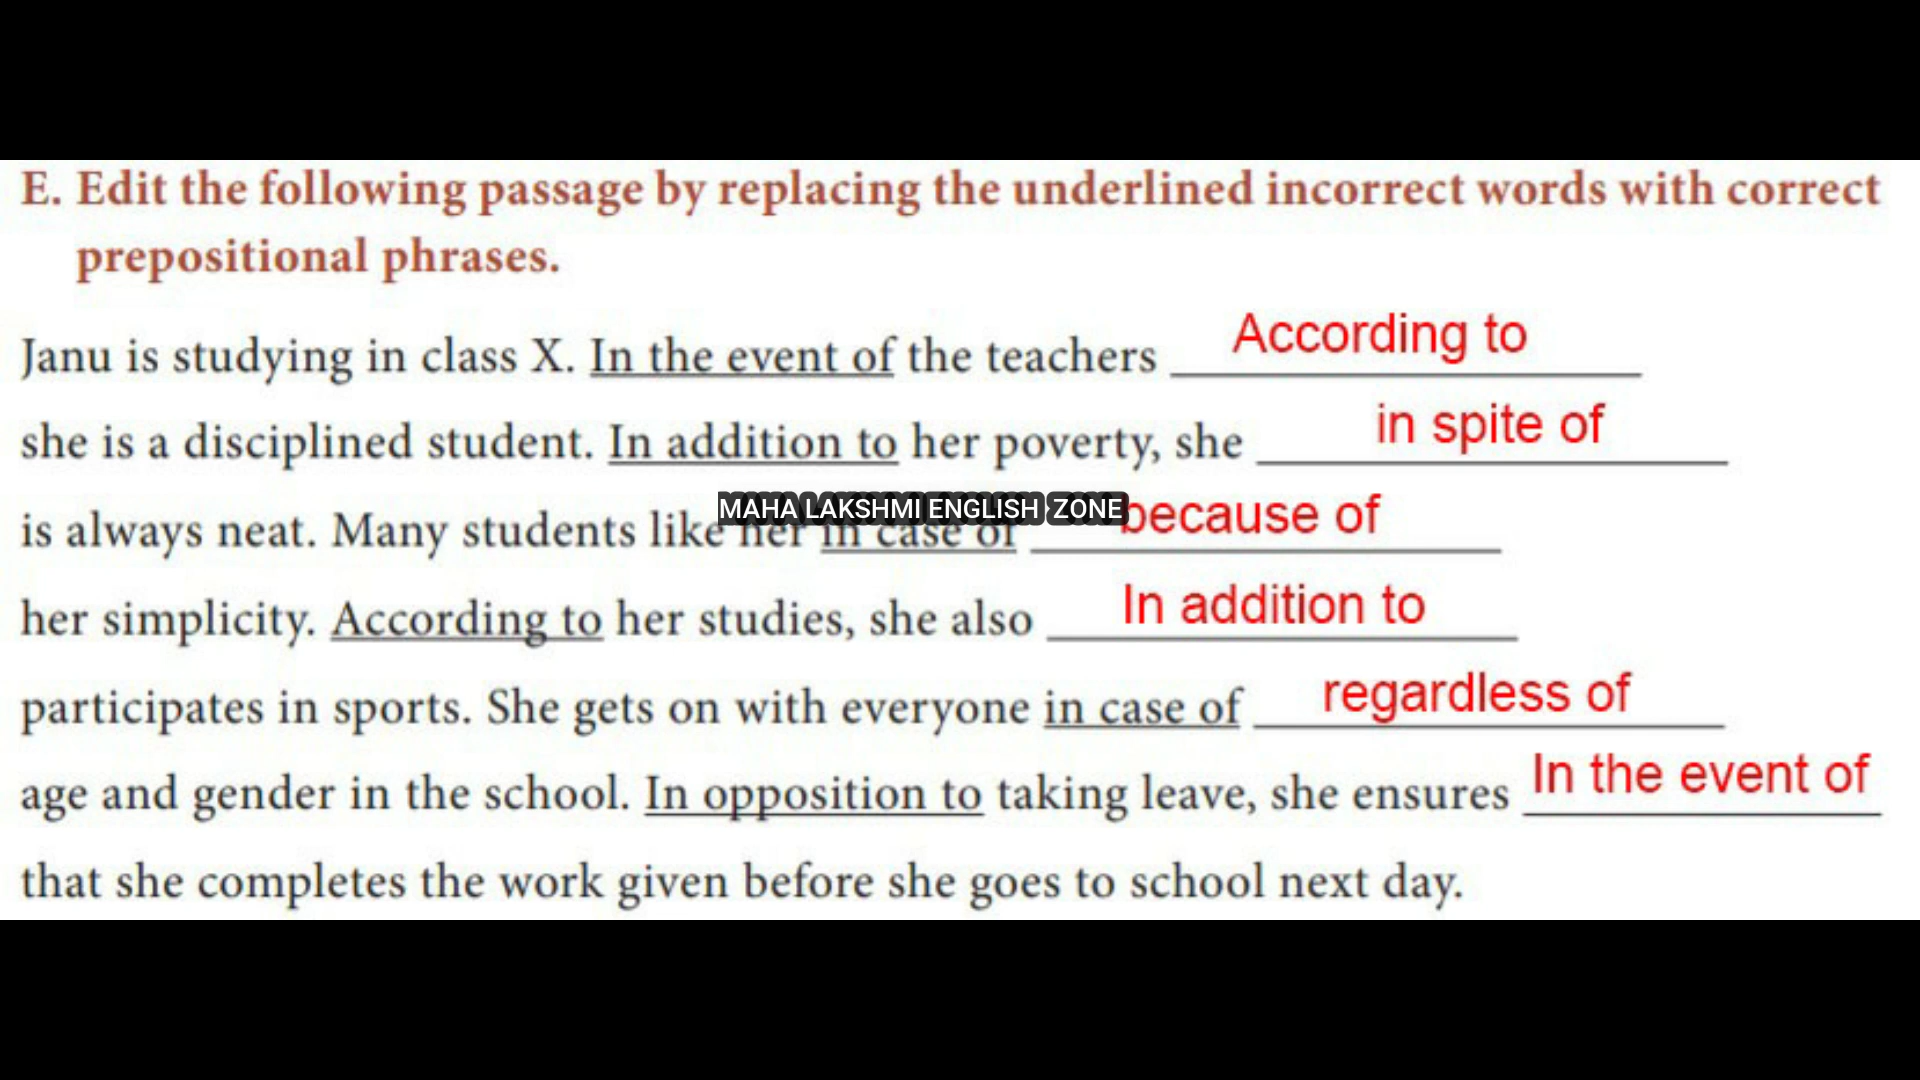 E. Edit the following passage by replacing the underlined incorrect words with correct
prepositional phrases.
Janu is studying in class X. In the event of the teachers According to
she is a disciplined student. In addition to her poverty, she in spite of
MAHA LAKSHMI ENGLISH ZONE
is always neat. Many students like her in case of because of
her simplicity. According to her studies, she also In addition to
participates in sports. She gets on with everyone in case of regardless of
age and gender in the school. In opposition to taking leave, she ensures In the event of
that she completes the work given before she goes to school next day.